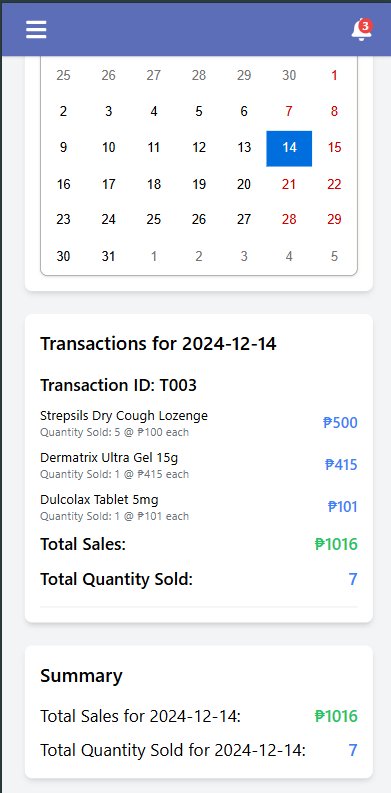 3
25 26 27 28 29 30 1
2 3 4 5 6 7 8
9 10 11 12 13 14 15
16 17 18 19 20 21 22
23 24 25 26 27 28 29
30 31 1 2 3 4 5
Transactions for 2024-12-14
Transaction ID: T003
Strepsils Dry Cough Lozenge
Quantity Sold: 5 @ ₱100 each
₱500
Dermatrix Ultra Gel 15g
Quantity Sold: 1 @ ₱415 each
₱415
Dulcolax Tablet 5mg
Quantity Sold: 1 @ ₱101 each
₱101
Total Sales: ₱1016
Total Quantity Sold: 7
Summary
Total Sales for 2024-12-14: ₱1016
Total Quantity Sold for 2024-12-14: 7